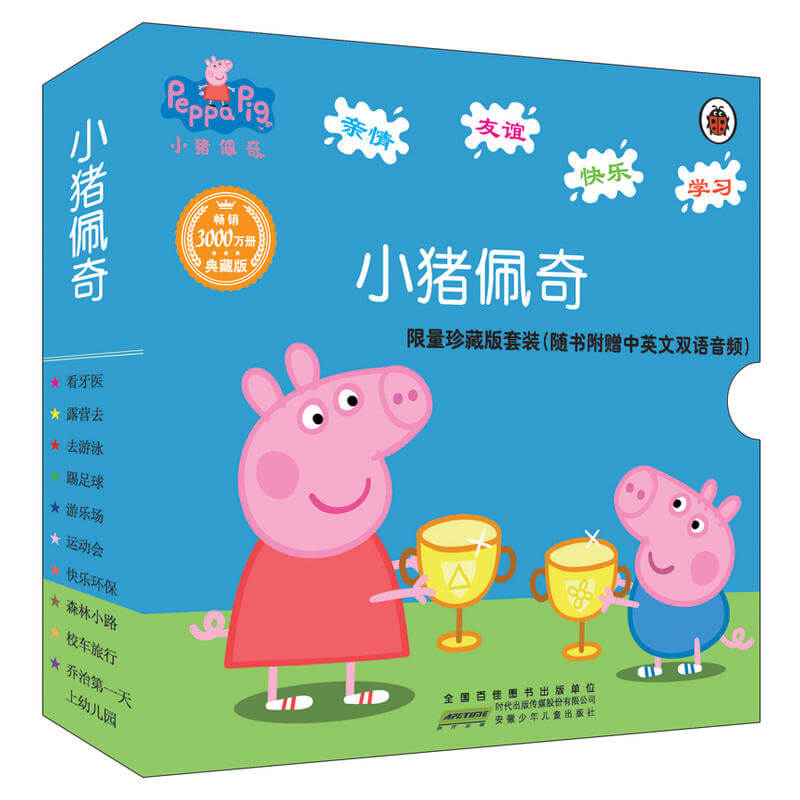 小猪佩奇
看牙医
露营去
去游泳
踢足球
游乐场
运动会
快乐环保
森林小路
校车旅行
乔治第一天
上幼儿园
Peppa Pig
小猪佩奇
亲情
友谊
快乐
学习
畅销
3000万册
典藏版
小猪佩奇
限量珍藏版套装(随书附赠中英文双语音频)
全国百佳图书出版单位
时代出版传媒股份有限公司
安徽少年儿童出版社